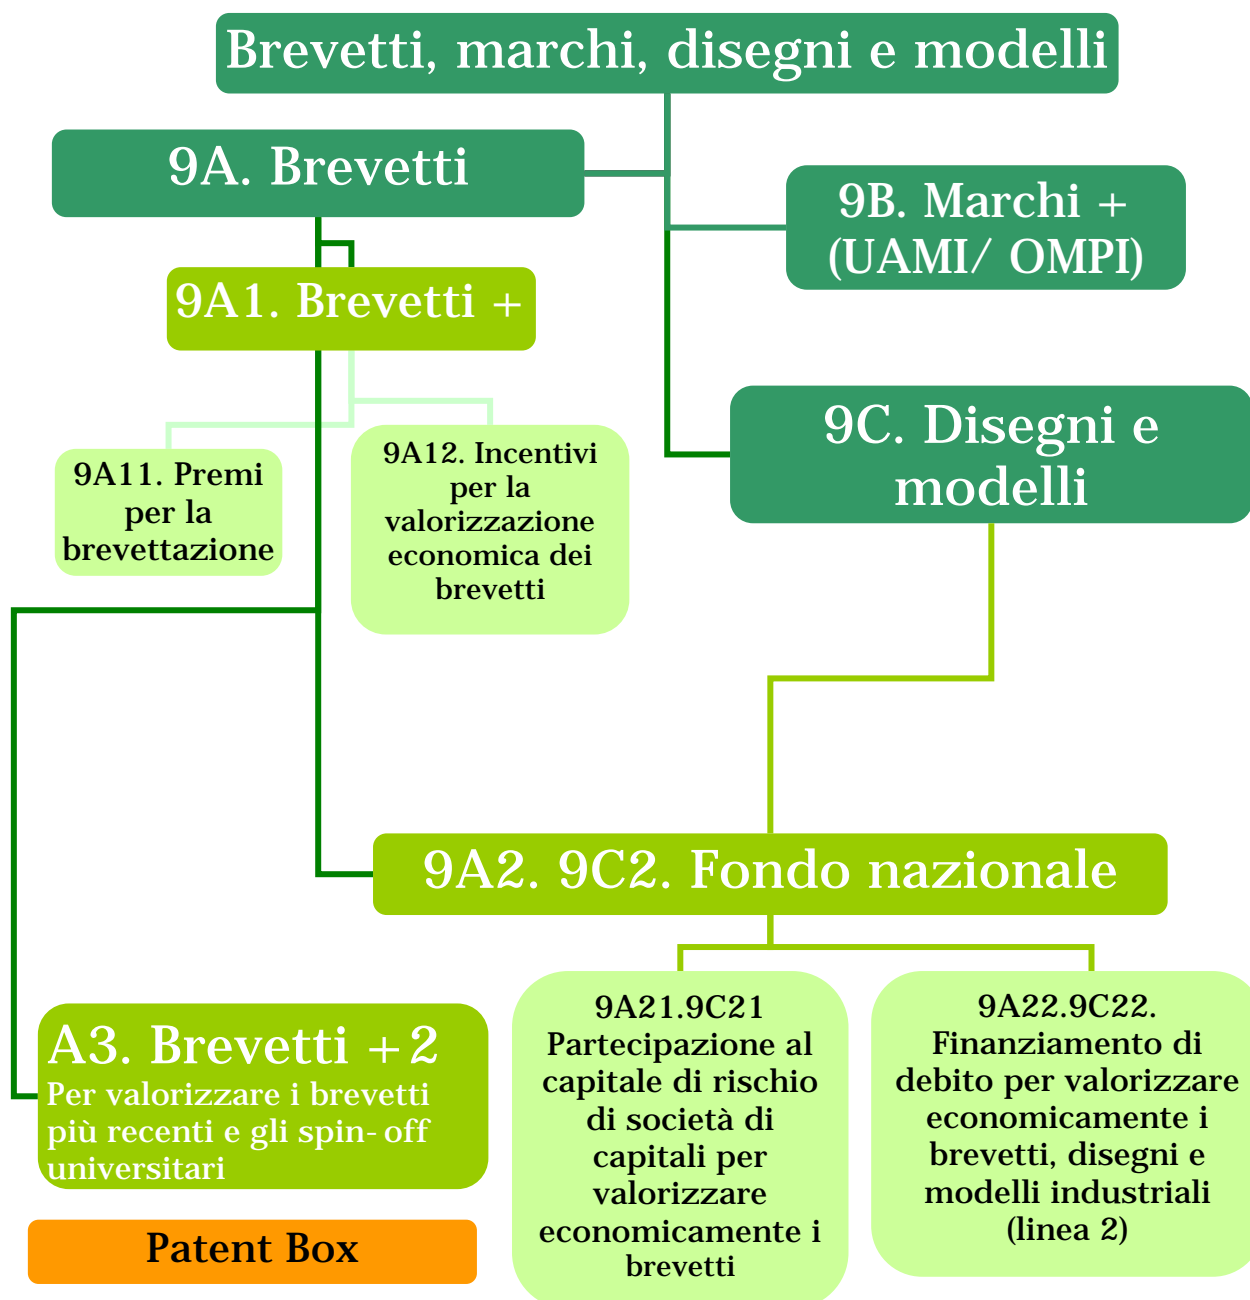 Brevetti, marchi, disegni e modelli
9A. Brevetti
9B. Marchi +
(UAMI/ OMPI)
9A1. Brevetti +
9C. Disegni e
modelli
9A11. Premi
per la
brevettazione
9A12. Incentivi
per la
valorizzazione
economica dei
brevetti
9A2. 9C2. Fondo nazionale
A3. Brevetti +2
Per valorizzare i brevetti
più recenti e gli spin- off
universitari
Patent Box
9A21.9C21
Partecipazione al
capitale di rischio
di società di
capitali per
valorizzare
economicamente i
brevetti
9A22.9C22.
Finanziamento di
debito per valorizzare
economicamente i
brevetti, disegni e
modelli industriali
(linea 2)